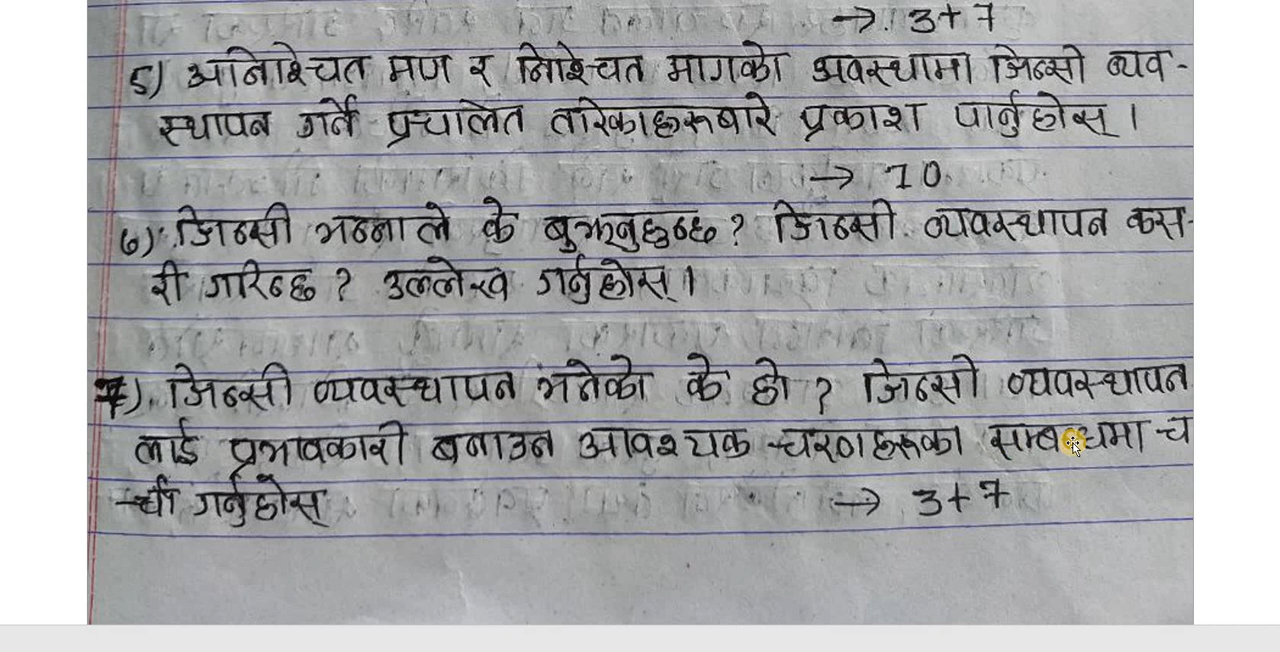 → 3+7
5) अनिश्चित माग र निश्चित मागको अवस्थामा जिन्सी व्यव-
स्थापन गर्ने प्रचलित तरिकाहरूबारे प्रकाश पार्नुहोस् ।
→ 10
६) जिन्सी भन्नाले के बुझ्नुहुन्छ ? जिन्सी व्यवस्थापन कस-
री गरिन्छ ? उल्लेख गर्नुहोस् ।
7) जिन्सी व्यवस्थापन भनेको के हो ? जिन्सी व्यवस्थापन
लाई प्रभावकारी बनाउन आवश्यक चरणहरूका सम्बन्धमा च
र्चा गर्नुहोस्
→ 3+7